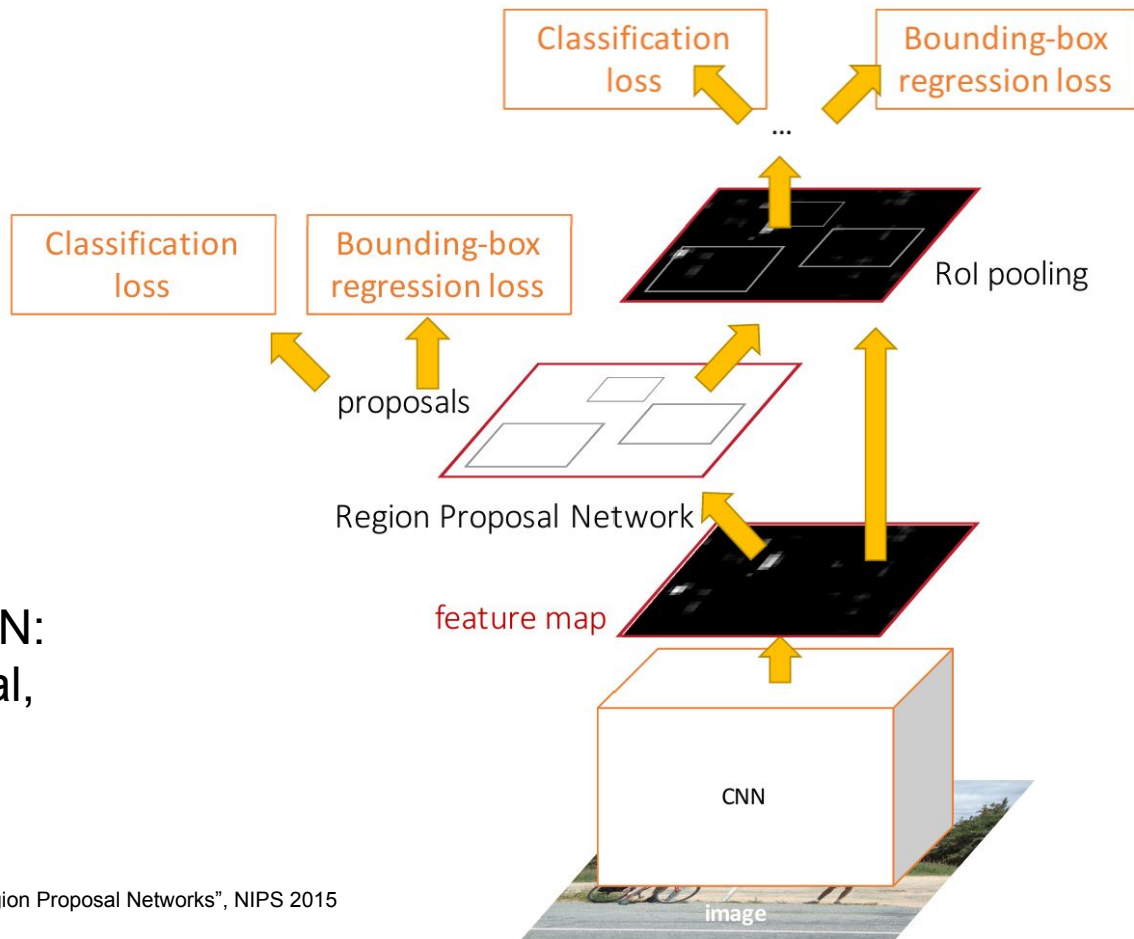 Classification
loss
Bounding-box
regression loss
...
Classification
loss
Bounding-box
regression loss
RoI pooling
proposals
Region Proposal Network
feature map
N:
al,
CNN
gion Proposal Networks”, NIPS 2015
image